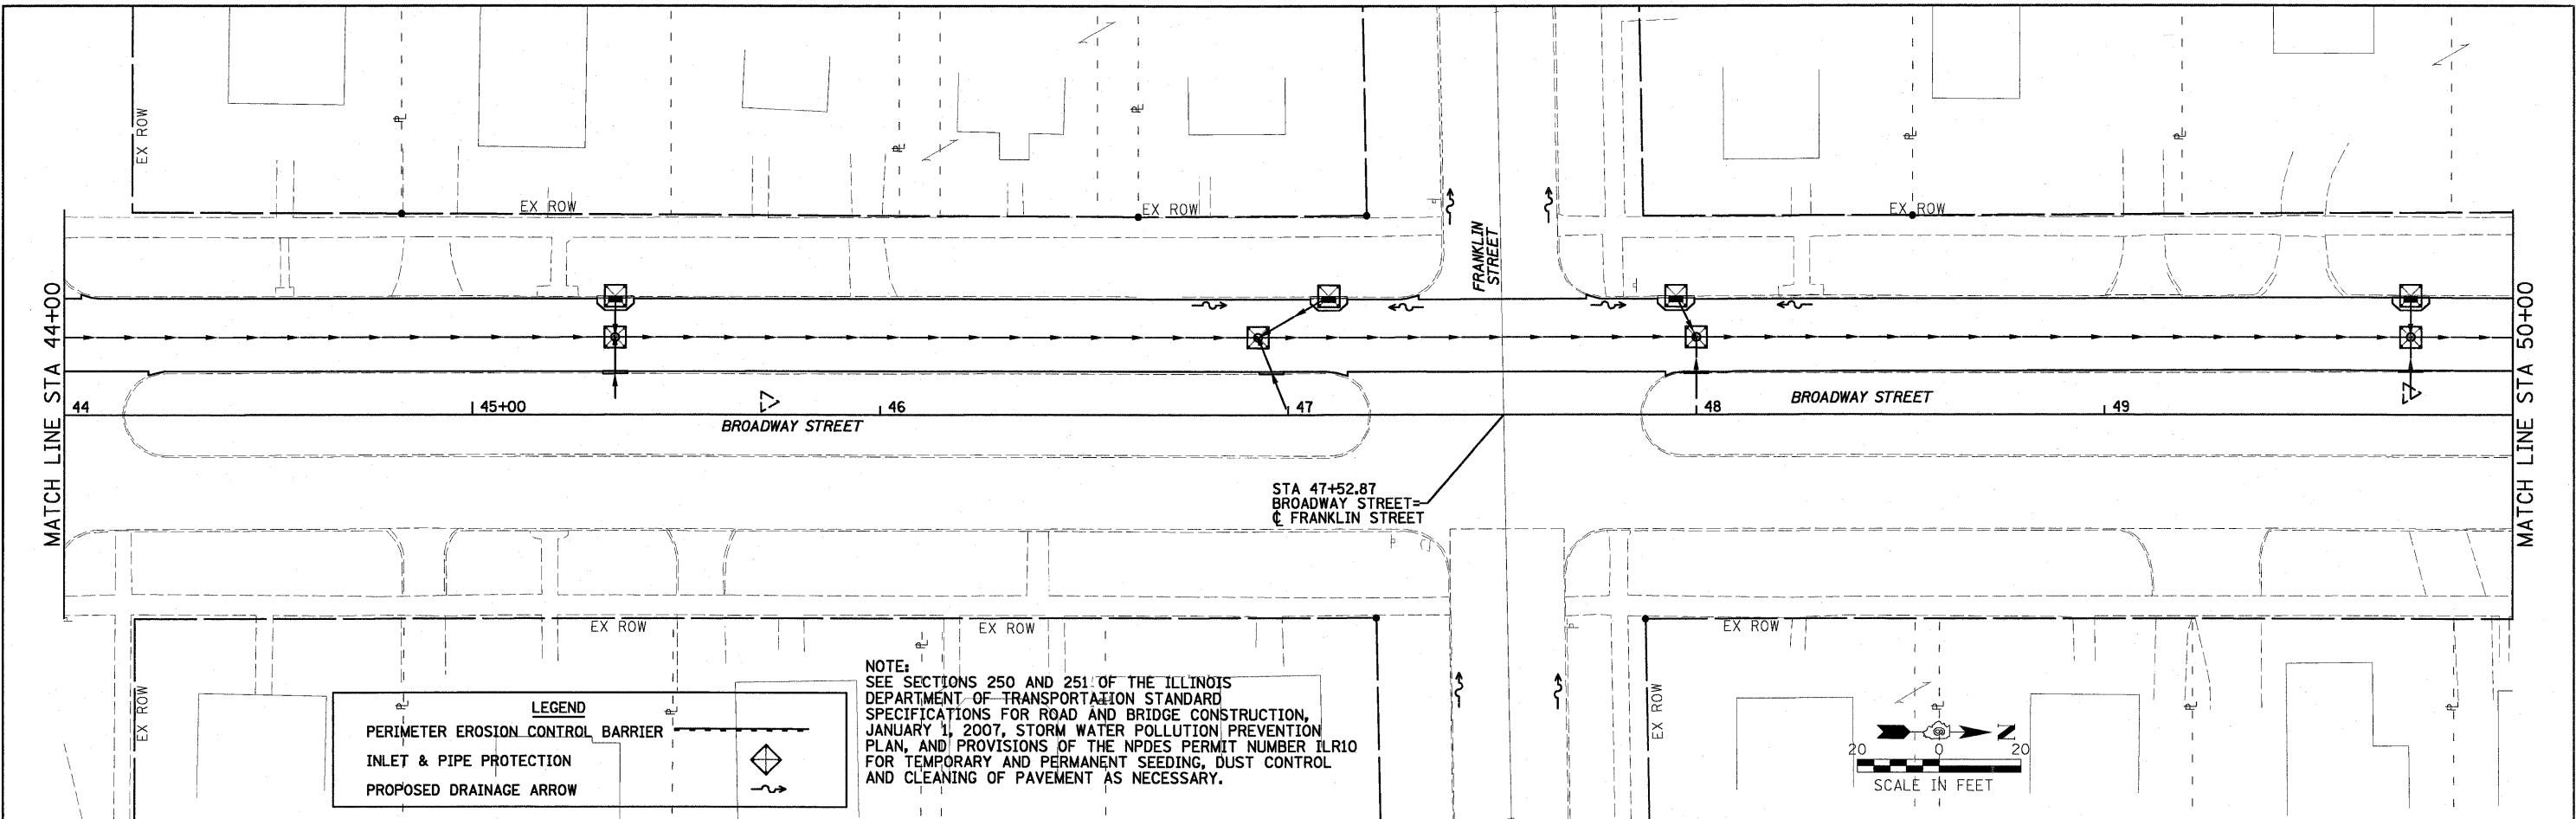 EX ROW
EX ROW
EX ROW
EX ROW
FRANKLIN
STREET
MATCH LINE STA 44+00
MATCH LINE STA 50+00
44
45+00
46
47
48
49
BROADWAY STREET
BROADWAY STREET
STA 47+52.87
BROADWAY STREET=
℄ FRANKLIN STREET
EX ROW
EX ROW
EX ROW
EX ROW
EX ROW
NOTE:
SEE SECTIONS 250 AND 251 OF THE ILLINOIS
DEPARTMENT OF TRANSPORTATION STANDARD
SPECIFICATIONS FOR ROAD AND BRIDGE CONSTRUCTION,
JANUARY 1, 2007, STORM WATER POLLUTION PREVENTION
PLAN, AND PROVISIONS OF THE NPDES PERMIT NUMBER ILR10
FOR TEMPORARY AND PERMANENT SEEDING, DUST CONTROL
AND CLEANING OF PAVEMENT AS NECESSARY.
LEGEND
PERIMETER EROSION CONTROL BARRIER
INLET & PIPE PROTECTION
PROPOSED DRAINAGE ARROW
N
20 0 20
SCALE IN FEET